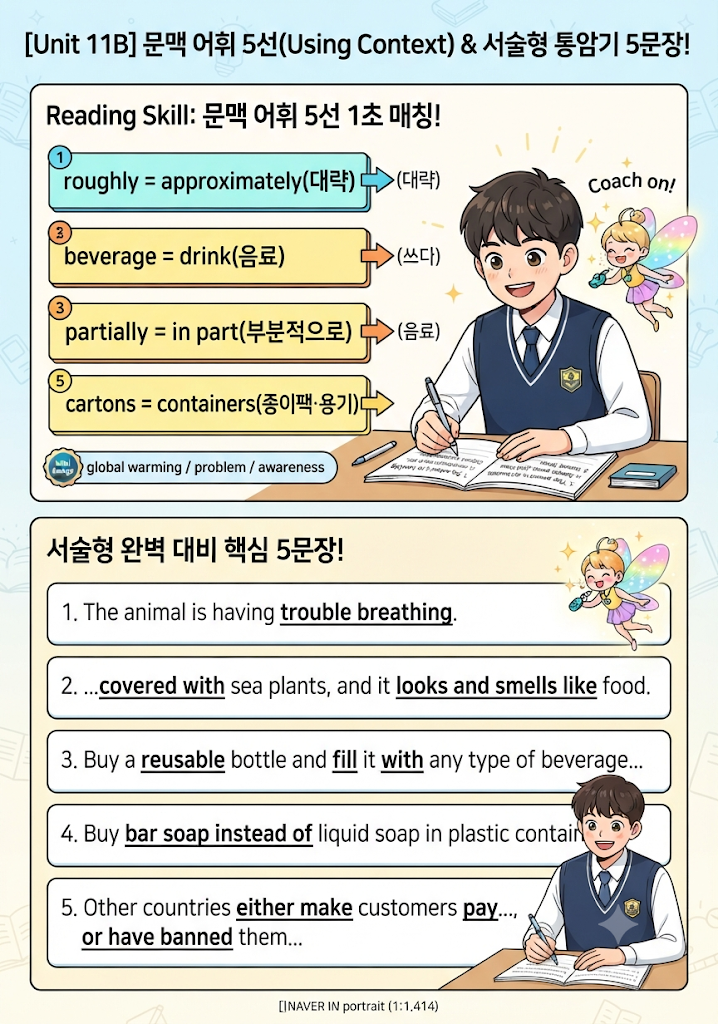 [Unit 11B] 문맥 어휘 5선(Using Context) & 서술형 통암기 5문장!
Reading Skill: 문맥 어휘 5선 1초 매칭!
1
roughly = approximately(대략) (대략)
beverage = drink(음료) (쓰다)
3
partially = in part(부분적으로) (음료)
5
cartons = containers(종이팩·용기)
global warming / problem / awareness
Coach on!
서술형 완벽 대비 핵심 5문장!
1. The animal is having trouble breathing.
2. ...covered with sea plants, and it looks and smells like food.
3. Buy a reusable bottle and fill it with any type of beverage...
4. Buy bar soap instead of liquid soap in plastic contain
5. Other countries either make customers pay...,
or have banned them...
[]NAVER IN portrait (1:1,414)